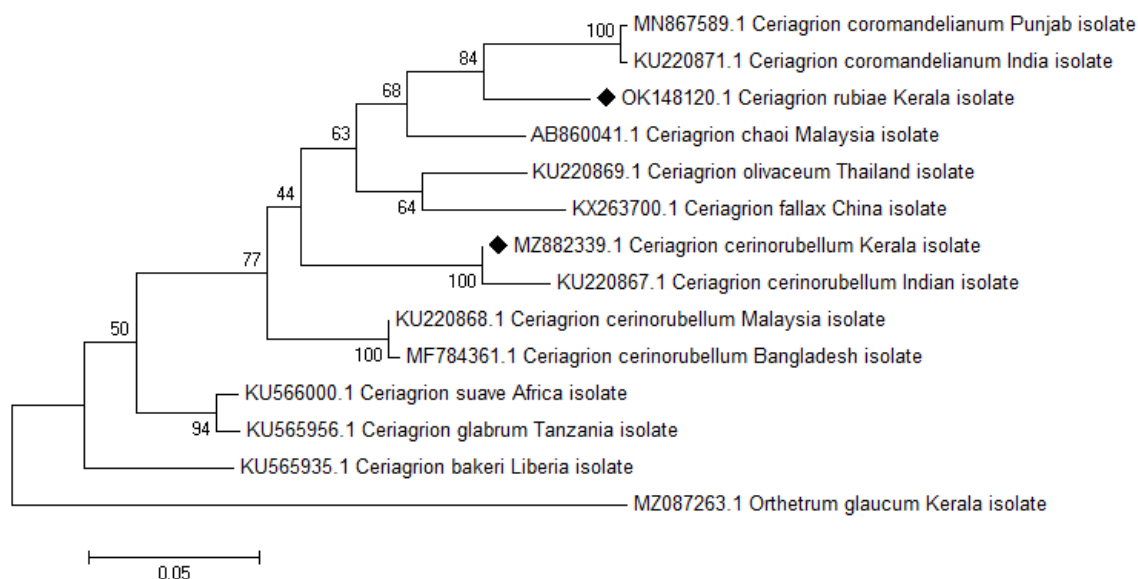 MN867589.1 Ceriagrion coromandelianum Punjab isolate
100
KU220871.1 Ceriagrion coromandelianum India isolate
84
OK148120.1 Ceriagrion rubiae Kerala isolate
68
AB860041.1 Ceriagrion chaoi Malaysia isolate
63
KU220869.1 Ceriagrion olivaceum Thailand isolate
64
KX263700.1 Ceriagrion fallax China isolate
44
MZ882339.1 Ceriagrion cerinorubellum Kerala isolate
77
100
KU220867.1 Ceriagrion cerinorubellum Indian isolate
KU220868.1 Ceriagrion cerinorubellum Malaysia isolate
50
100
MF784361.1 Ceriagrion cerinorubellum Bangladesh isolate
KU566000.1 Ceriagrion suave Africa isolate
94
KU565956.1 Ceriagrion glabrum Tanzania isolate
KU565935.1 Ceriagrion bakeri Liberia isolate
MZ087263.1 Orthetrum glaucum Kerala isolate
0.05